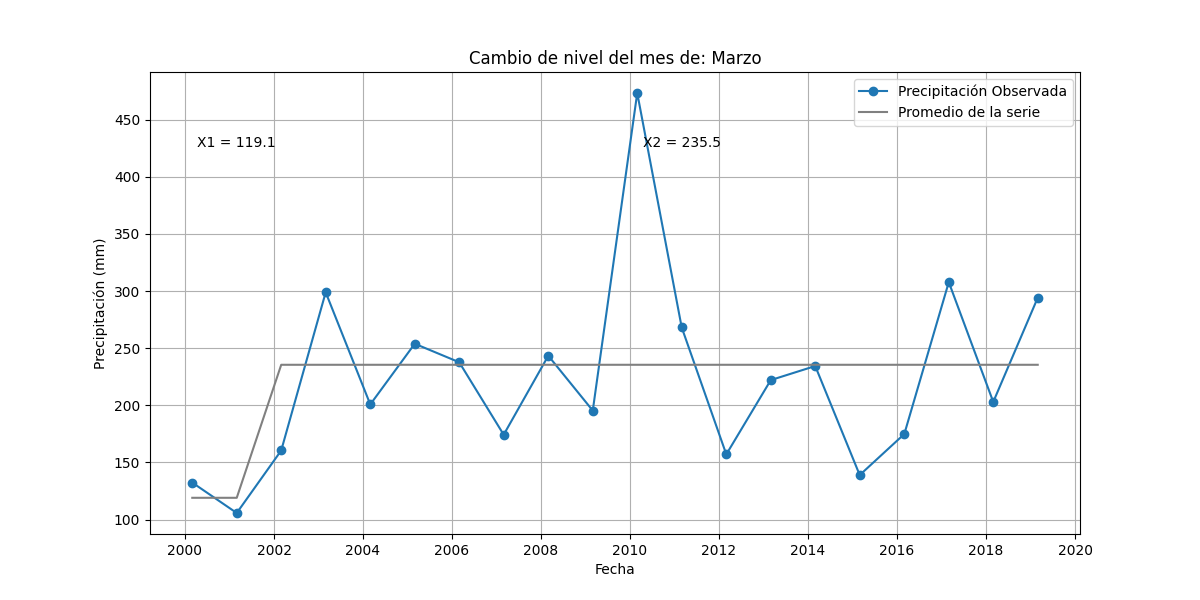 Cambio de nivel del mes de: Marzo
Precipitación Observada
Promedio de la serie
X1 = 119.1
X2 = 235.5
Precipitación (mm)
450
400
350
300
250
200
150
100
2000 2002 2004 2006 2008 2010 2012 2014 2016 2018 2020
Fecha